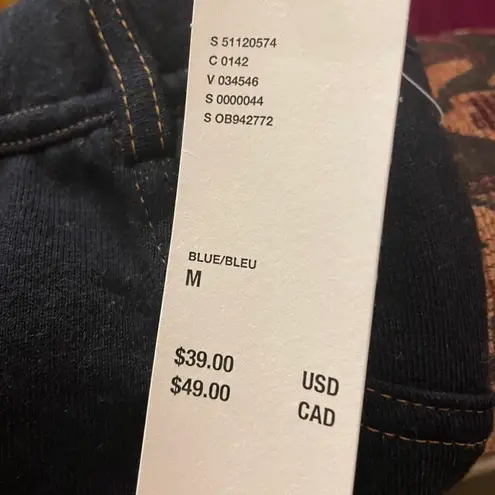 S 51120574
C 0142
V 034546
S 0000044
S OB942772
BLUE/BLEU
M
$39.00 USD
$49.00 CAD